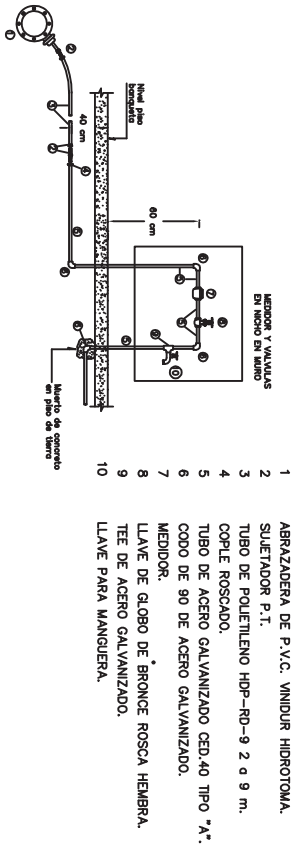 MEDIDOR Y VALVULAS
EN NICHO EN MURO
Nivel piso
banqueta
60 cm
40 cm
Muerto de concreto
en piso de tierra
1 ABRAZADERA DE P.V.C. VINIDUR HIDROTOMA.
2 SUJETADOR P.T.
3 TUBO DE POLIETILENO HDP-RD-9 2 a 9 m.
4 COPLE ROSCADO.
5 TUBO DE ACERO GALVANIZADO CED.40 TIPO "A".
6 CODO DE 90 DE ACERO GALVANIZADO.
7 MEDIDOR.
8 LLAVE DE GLOBO DE BRONCE ROSCA HEMBRA.
9 TEE DE ACERO GALVANIZADO.
10 LLAVE PARA MANGUERA.